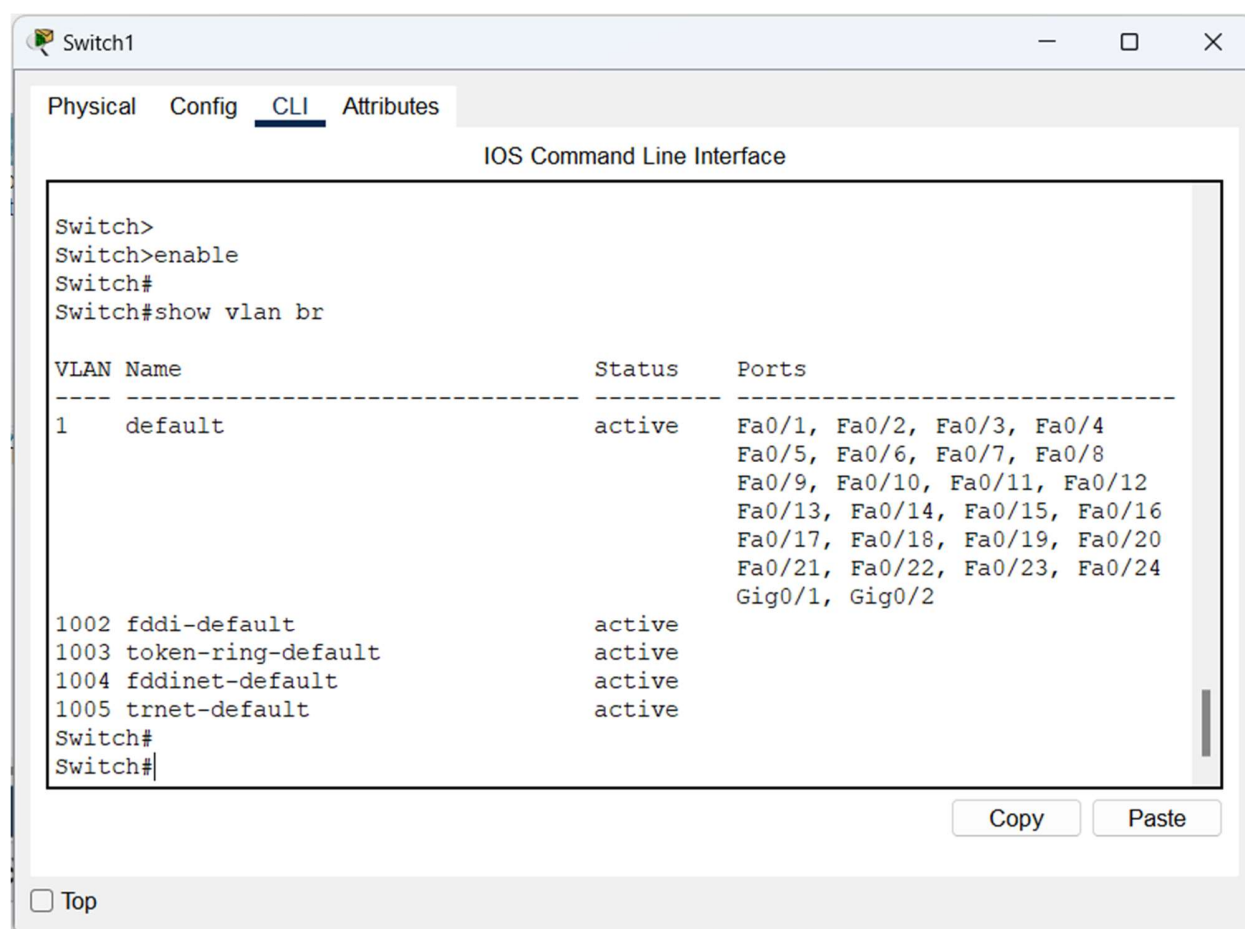 Switch1
Physical Config CLI Attributes
IOS Command Line Interface
Switch>
Switch>enable
Switch#
Switch#show vlan br
VLAN Name Status Ports
---- -------------------------------- --------- -------------------------------
1 default active Fa0/1, Fa0/2, Fa0/3, Fa0/4
Fa0/5, Fa0/6, Fa0/7, Fa0/8
Fa0/9, Fa0/10, Fa0/11, Fa0/12
Fa0/13, Fa0/14, Fa0/15, Fa0/16
Fa0/17, Fa0/18, Fa0/19, Fa0/20
Fa0/21, Fa0/22, Fa0/23, Fa0/24
Gig0/1, Gig0/2
1002 fddi-default active
1003 token-ring-default active
1004 fddinet-default active
1005 trnet-default active
Switch#
Switch#
Copy Paste
Top